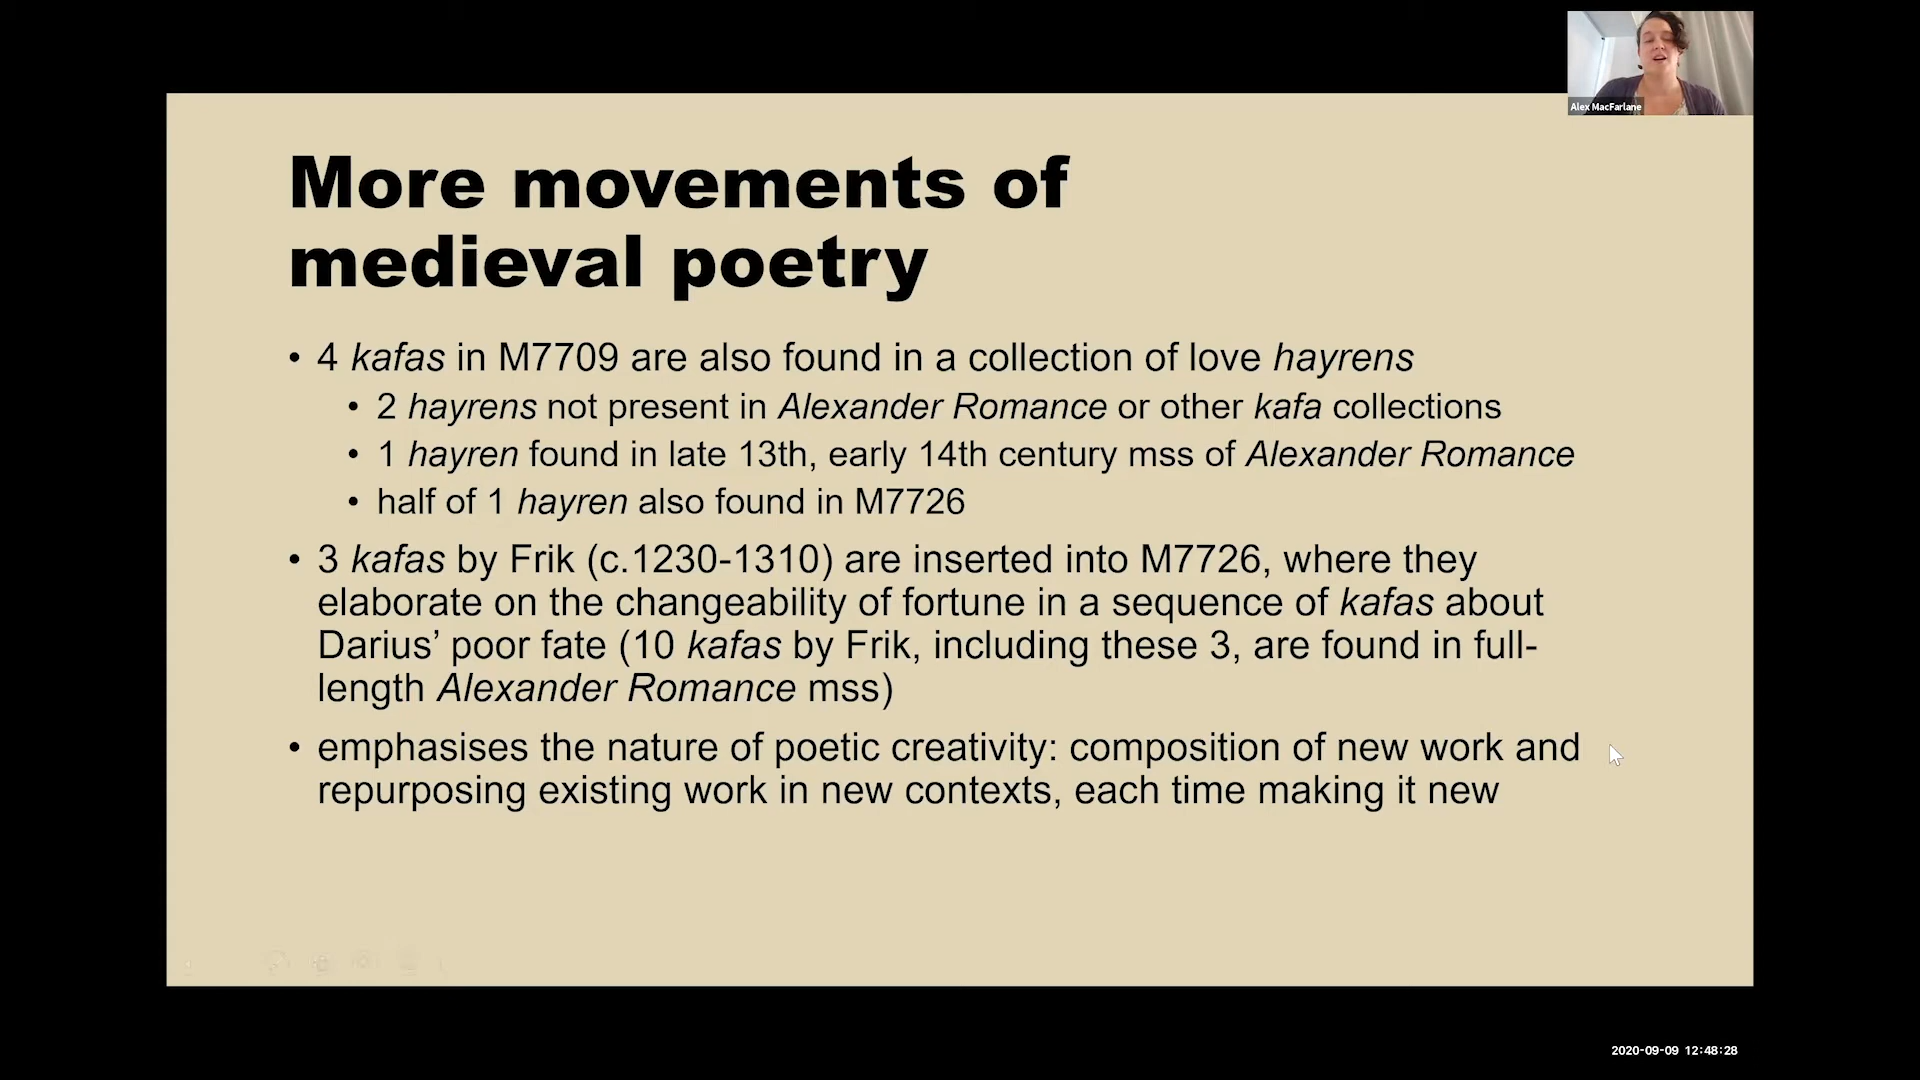 Alex MacFarlane
More movements of
medieval poetry
• 4 kafas in M7709 are also found in a collection of love hayrens
• 2 hayrens not present in Alexander Romance or other kafa collections
• 1 hayren found in late 13th, early 14th century mss of Alexander Romance
• half of 1 hayren also found in M7726
• 3 kafas by Frik (c.1230-1310) are inserted into M7726, where they
elaborate on the changeability of fortune in a sequence of kafas about
Darius’ poor fate (10 kafas by Frik, including these 3, are found in full-
length Alexander Romance mss)
• emphasises the nature of poetic creativity: composition of new work and
repurposing existing work in new contexts, each time making it new
2020-09-09 12:48:28